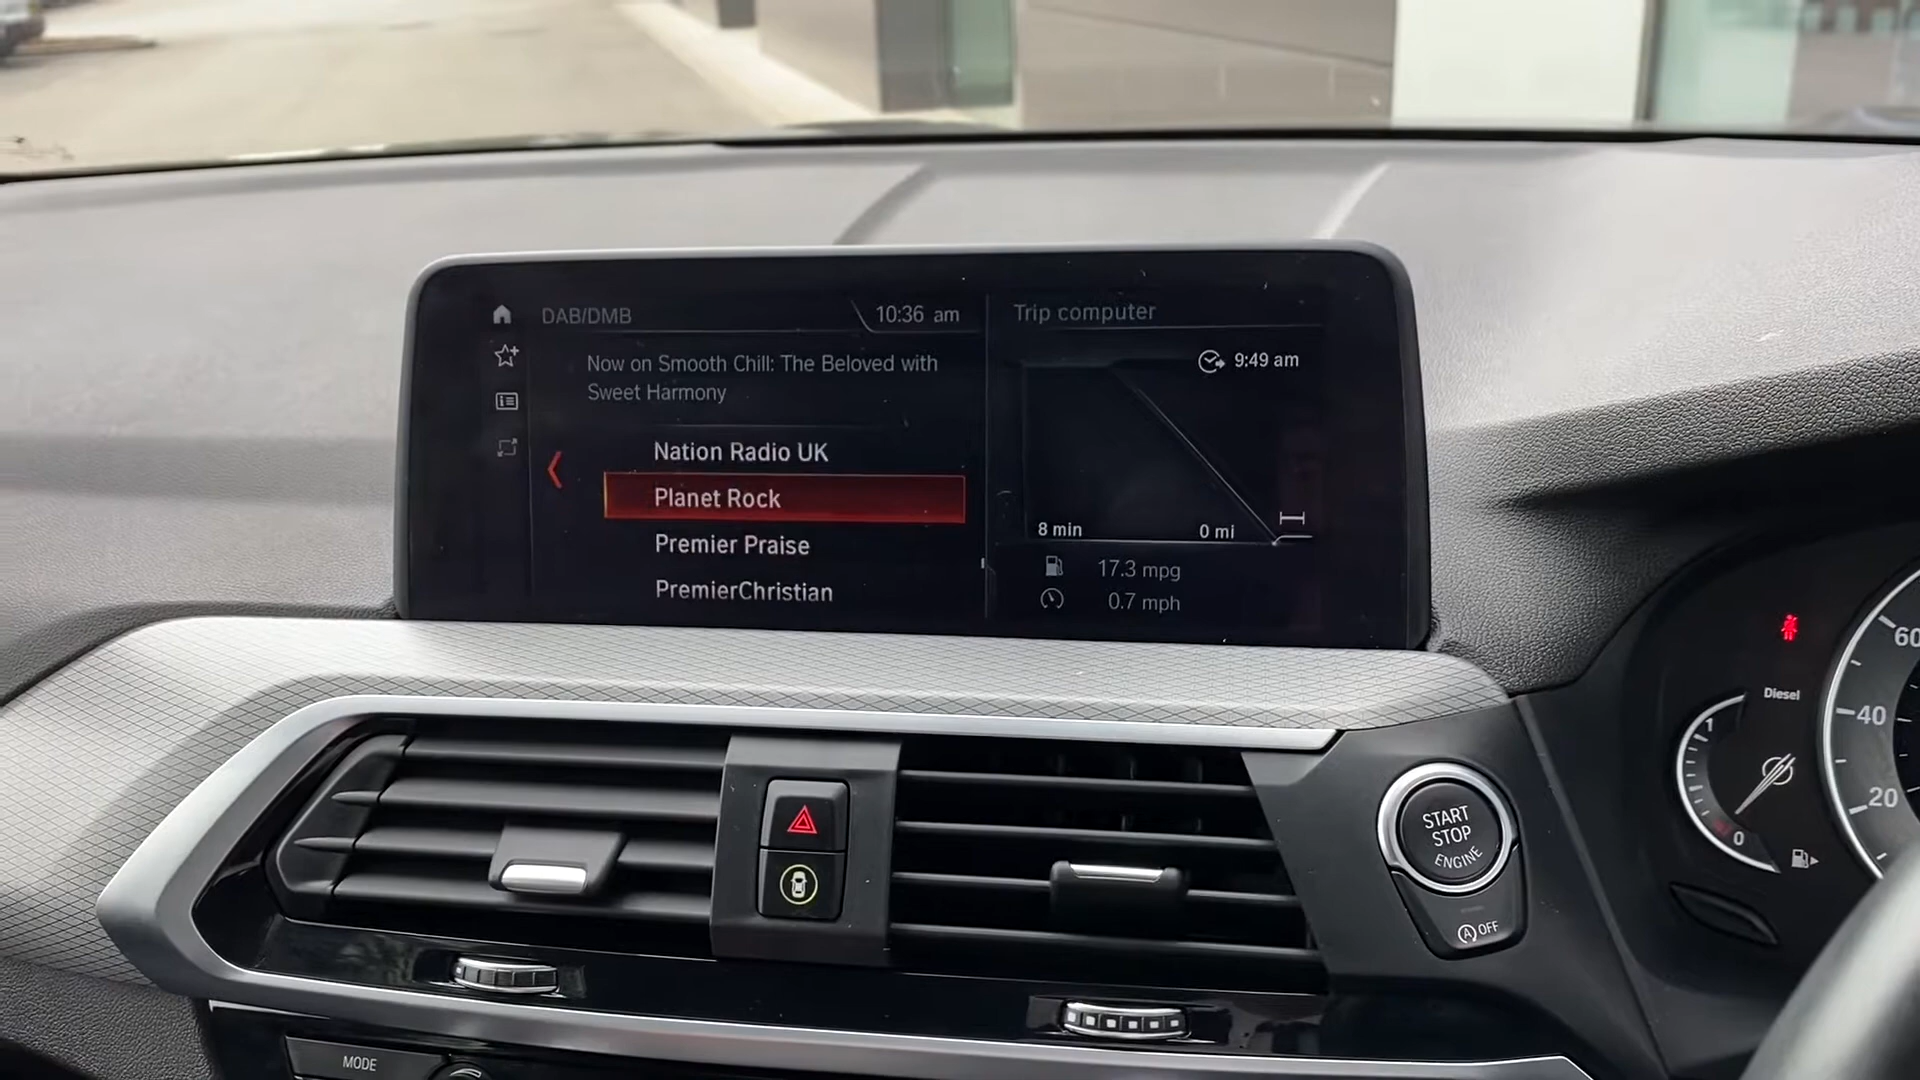 DAB/DMB
10:36 am
Now on Smooth Chill: The Beloved with
Sweet Harmony
Nation Radio UK
Planet Rock
Premier Praise
PremierChristian
Trip computer
9:49 am
8 min
0 mi
17.3 mpg
0.7 mph
Diesel
1
0
60
40
20
START
STOP
ENGINE
A OFF
MODE